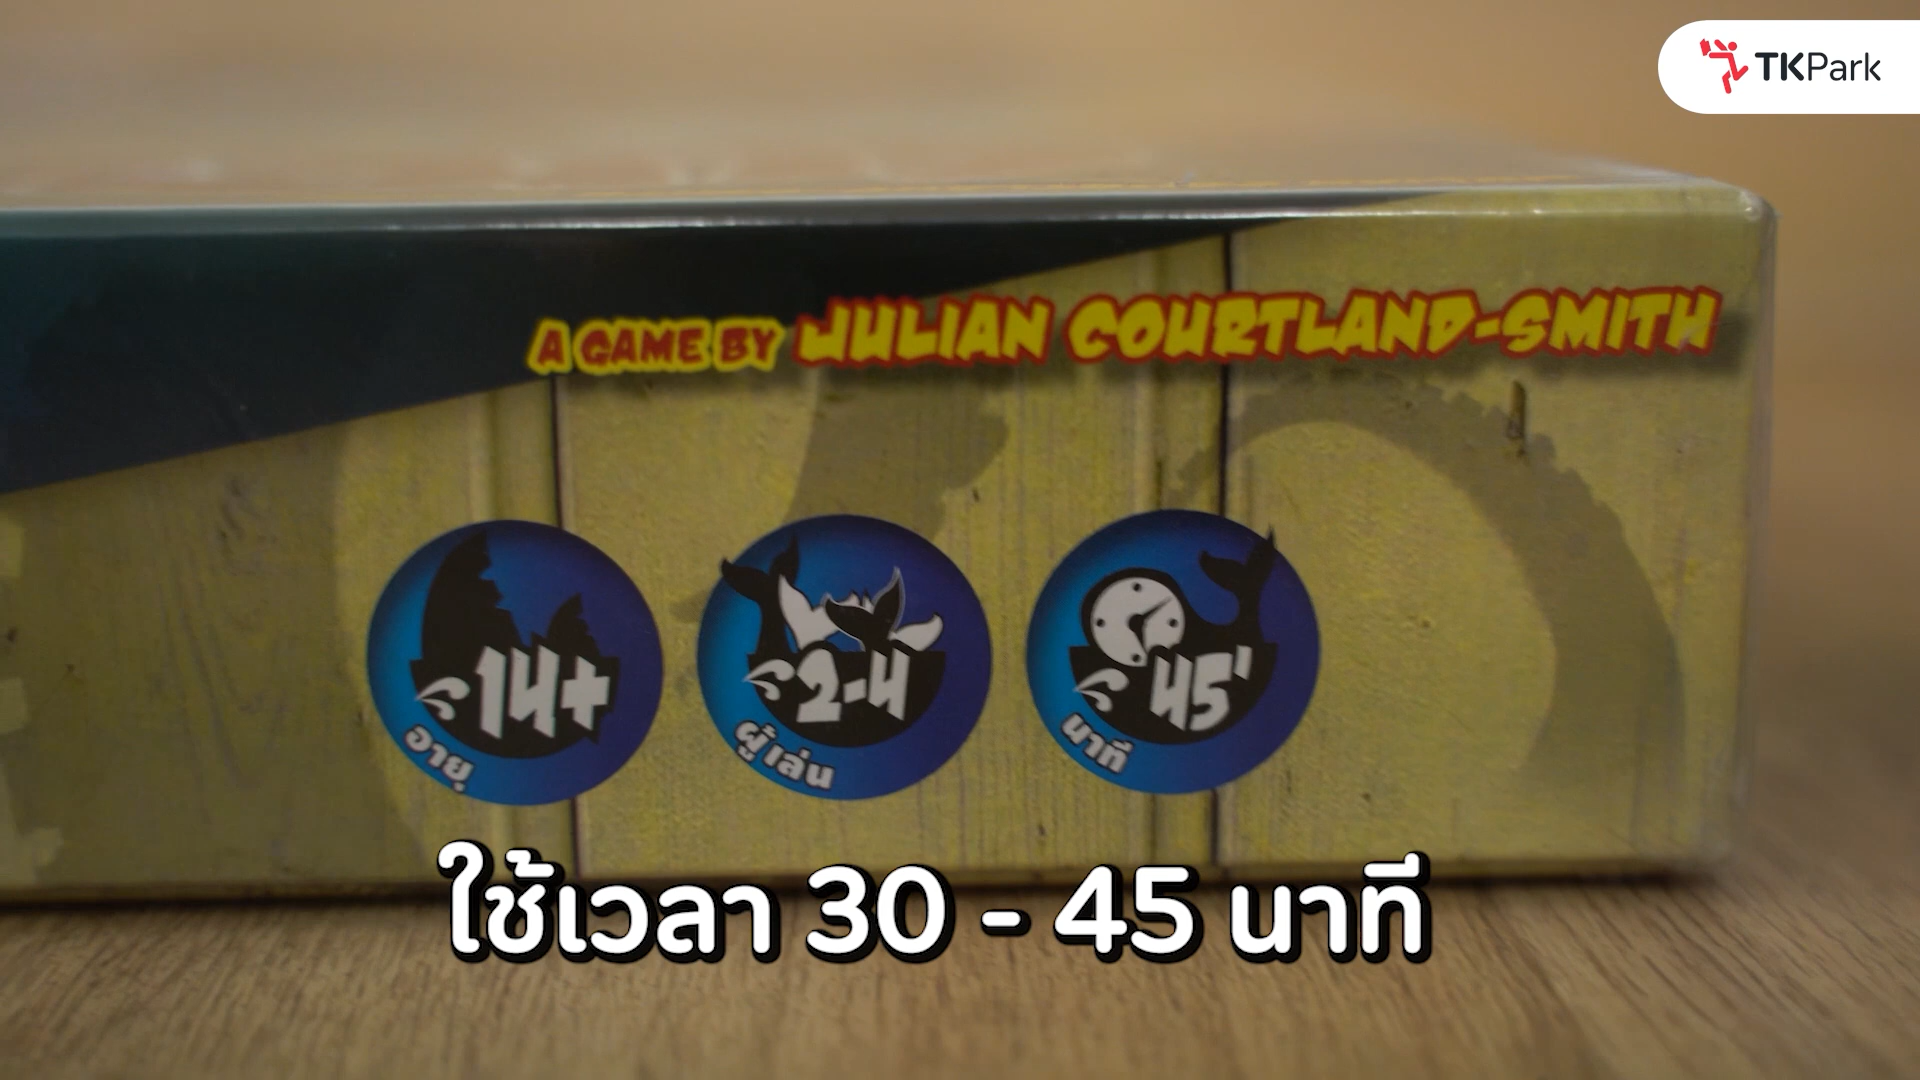 TKPark
A GAME BY JULIAN COURTLAND-SMITH
14+
อายุ
2-4
ผู้เล่น
45'
นาที
ใช้เวลา 30 - 45 นาที